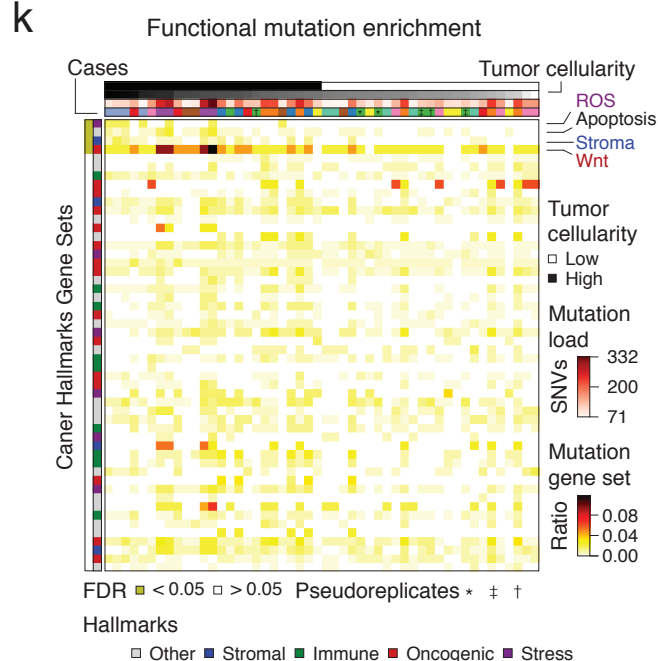 k
Functional mutation enrichment
Cases
Tumor cellularity
ROS
Apoptosis
Stroma
Wnt
Caner Hallmarks Gene Sets
Tumor
cellularity
Low
High
Mutation
load
SNVs
332
200
71
Mutation
gene set
Ratio
0.08
0.04
0.00
FDR < 0.05 > 0.05 Pseudoreplicates * ‡ †
Hallmarks
Other Stromal Immune Oncogenic Stress